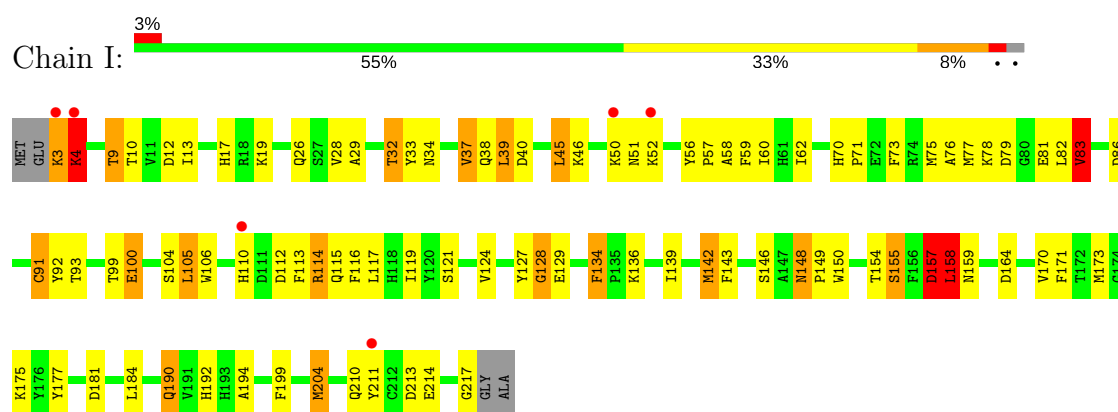 3%
Chain I:
55% 33% 8% • •
MET GLU K3 K4 T9 T10 V11 D12 I13 H17 R18 K19 Q26 S27 V28 A29 T32 Y33 N34 V37 Q38 L39 D40 L45 K46 K50 N51 K52 Y56 P57 A58 F59 I60 H61 I62 H70 P71 E72 F73 R74 M75 A76 M77 K78 D79 G80 E81 L82 V83
C91 Y92 T93 T99 E100 S104 L105 W106 H110 D111 D112 F113 R114 Q115 F116 L117 H118 I119 Y120 S121 V124 Y127 G128 E129 F134 P135 K136 I139 M142 F143 S146 A147 N148 P149 W150 T154 S155 F156 D157 L158 N159 D164 V170 F171 T172 M173
K175 Y176 Y177 D181 L184 Q190 V191 H192 H193 A194 F199 M204 Q210 Y211 C212 D213 E214 G217 GLY ALA